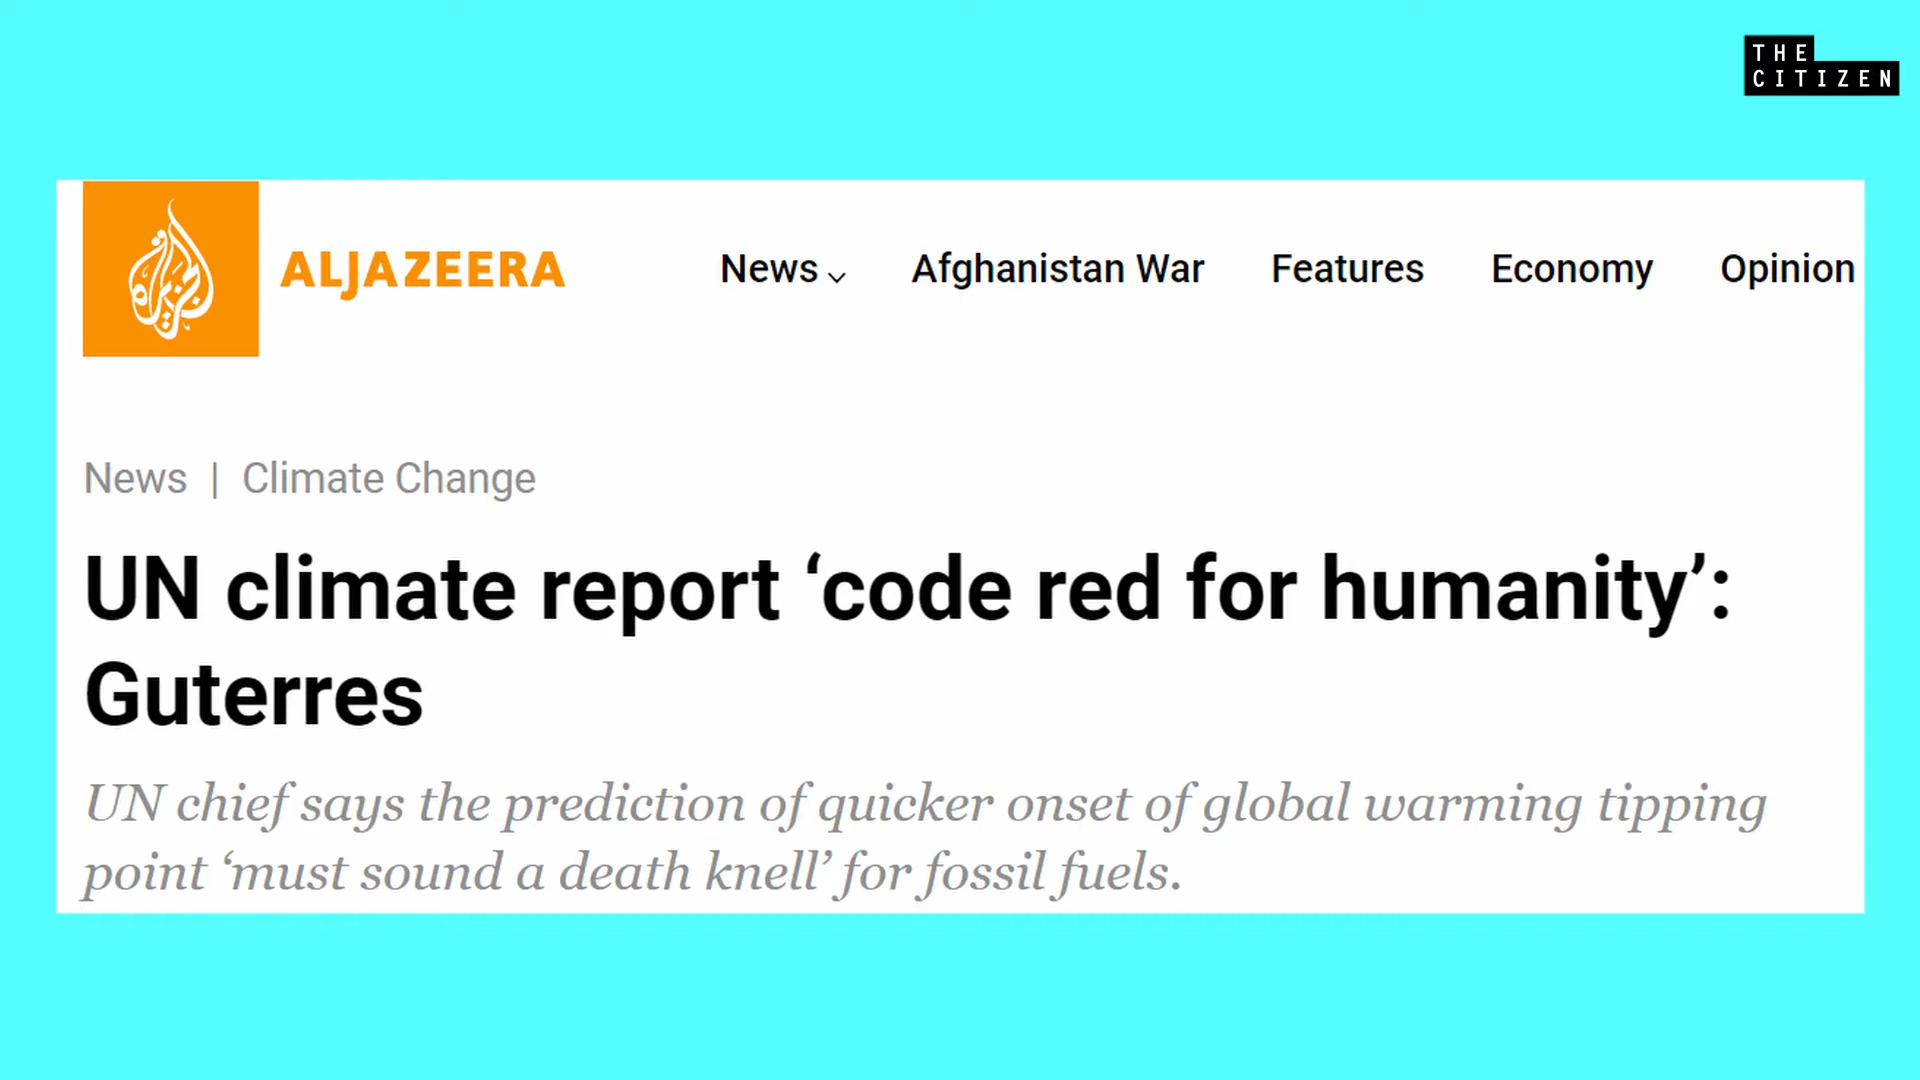 THE
CITIZEN
ALJAZEERA
News Afghanistan War Features Economy Opinion
News | Climate Change
UN climate report ‘code red for humanity’:
Guterres
UN chief says the prediction of quicker onset of global warming tipping
point ‘must sound a death knell’ for fossil fuels.